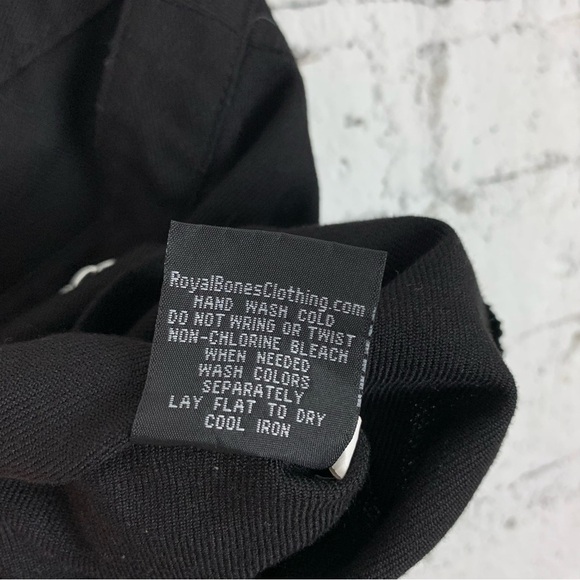 RoyalBonesClothing.com
HAND WASH COLD
DO NOT WRING OR TWIST
NON-CHLORINE BLEACH
WHEN NEEDED
WASH COLORS
SEPARATELY
LAY FLAT TO DRY
COOL IRON